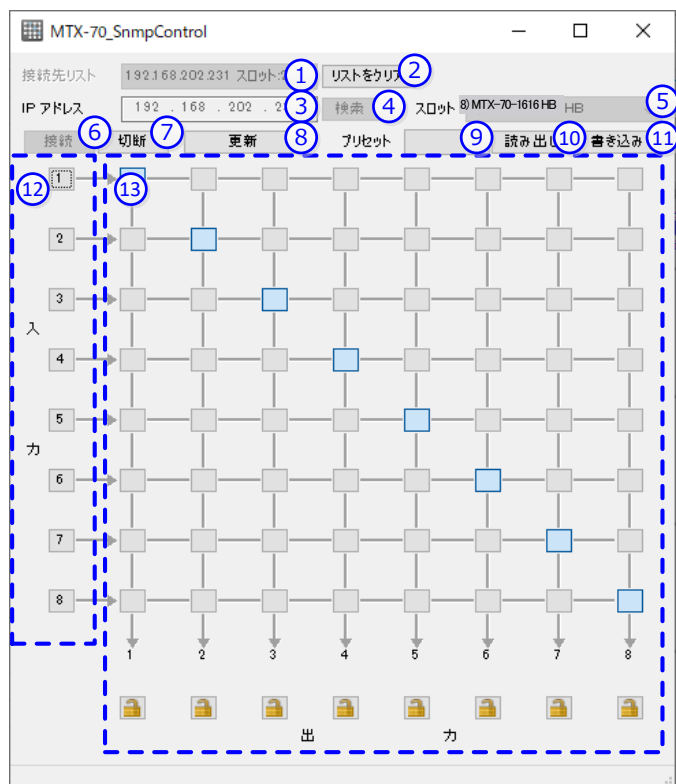 MTX-70_SnmpControl
接続先リスト 192.168.202.231 スロット: ① リストをクリア ②
IP アドレス 192 . 168 . 202 . ③ 検索 ④ スロット 8) MTX-70-1616 HB HB ⑤
接続 ⑥ 切断 ⑦ 更新 ⑧ プリセット ⑨ 読み出し ⑩ 書き込み ⑪
⑫ 1 ⑬
2
3
入
4
5
力
6
7
8
1 2 3 4 5 6 7 8
出 力